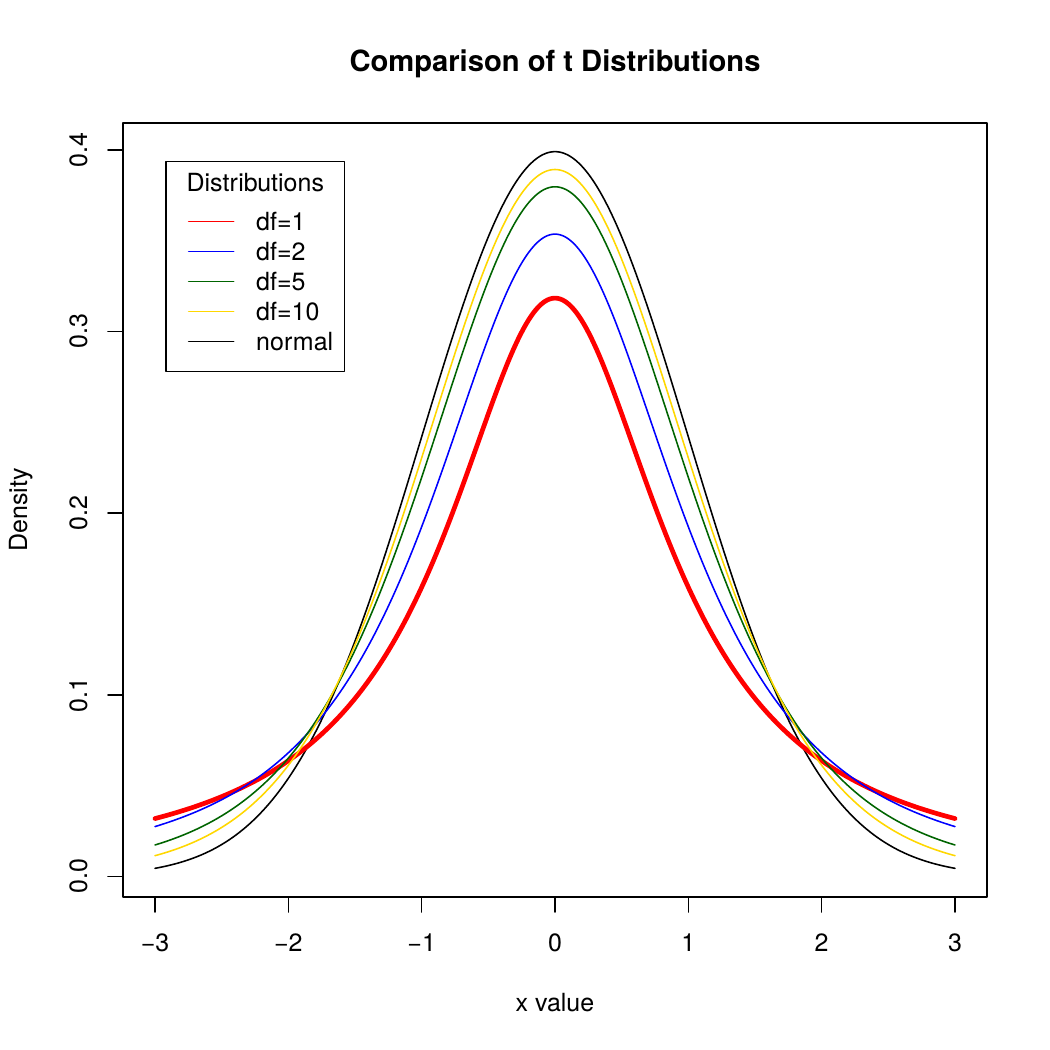 Comparison of t Distributions
Distributions
df=1
df=2
df=5
df=10
normal
Density
0.4
0.3
0.2
0.1
0.0
−3 −2 −1 0 1 2 3
x value